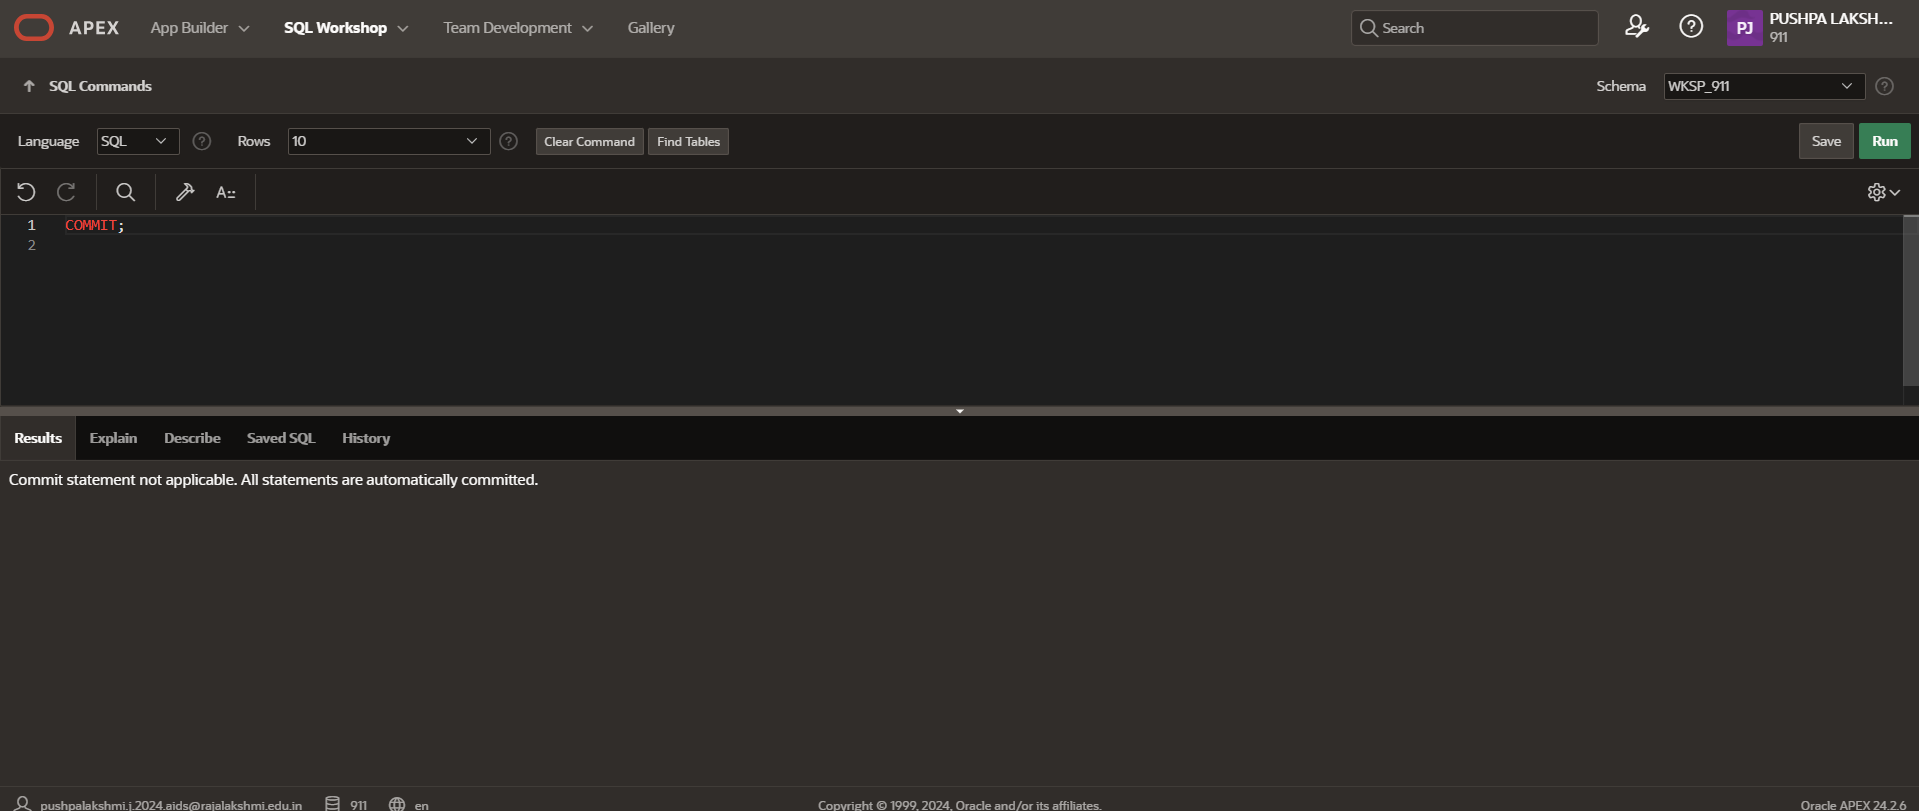 APEX App Builder SQL Workshop Team Development Gallery Search PJ PUSHPA LAKSH...
911
SQL Commands Schema WKSP_911
Language SQL Rows 10 Clear Command Find Tables Save Run
A::
1 COMMIT;
2
Results Explain Describe Saved SQL History
Commit statement not applicable. All statements are automatically committed.
pushpalakshmi.j.2024.aids@rajalakshmi.edu.in 911 en Copyright © 1999, 2024, Oracle and/or its affiliates. Oracle APEX 24.2.6